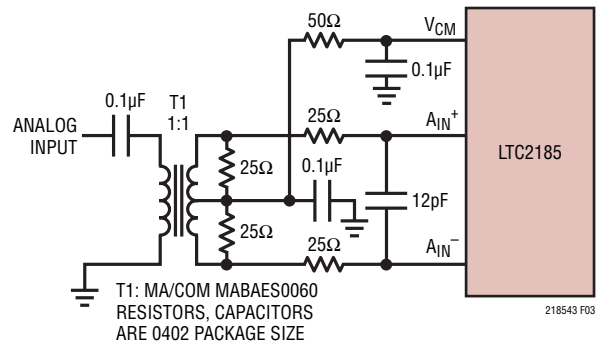 50Ω
VCM
0.1µF
0.1µF
T1
1:1
25Ω
AIN+
ANALOG
INPUT
25Ω
0.1µF
LTC2185
12pF
25Ω
25Ω
AIN–
T1: MA/COM MABAES0060
RESISTORS, CAPACITORS
ARE 0402 PACKAGE SIZE
218543 F03